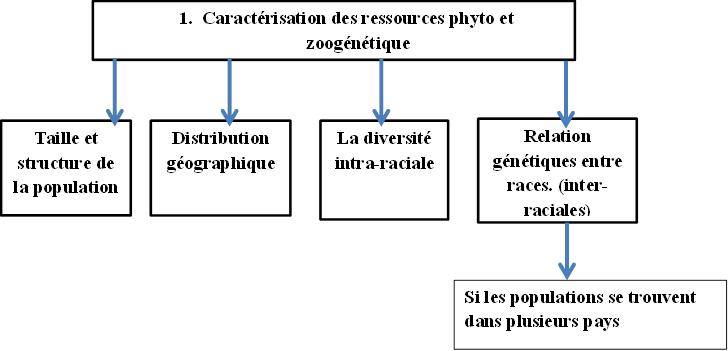 1. Caractérisation des ressources phyto et
zoogénétique
Taille et
structure de
la population
Distribution
géographique
La diversité
intra-raciale
Relation
génétiques entre
races. (inter-
raciales)
Si les populations se trouvent
dans plusieurs pays